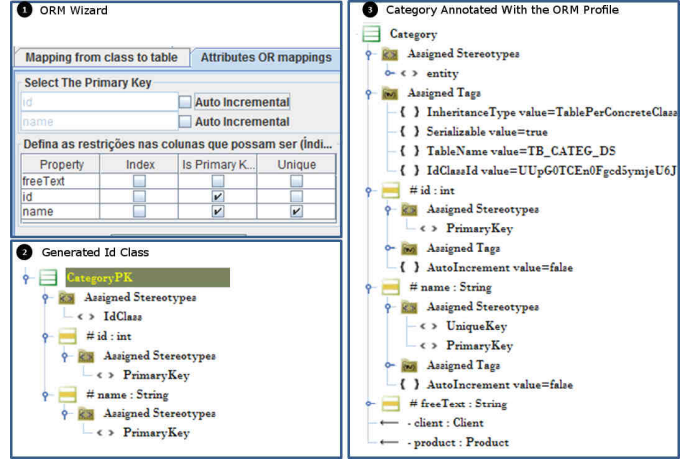 1 ORM Wizard
Mapping from class to table
Attributes OR mappings
Select The Primary Key
id
Auto Incremental
name
Auto Incremental
Defina as restrições nas colunas que possam ser (Índi...
Property Index Is Primary K... Unique
freeText
id
name
2 Generated Id Class
CategoryPK
Assigned Stereotypes
< > IdClass
# id : int
Assigned Stereotypes
< > PrimaryKey
# name : String
Assigned Stereotypes
< > PrimaryKey
3 Category Annotated With the ORM Profile
Category
Assigned Stereotypes
< > entity
Assigned Tags
{ } InheritanceType value=TablePerConcreteClass
{ } Serializable value=true
{ } TableName value=TB_CATEG_DS
{ } IdClassId value=UUpG0TCEn0Fgcd5ymjeU6J
# id : int
Assigned Stereotypes
< > PrimaryKey
Assigned Tags
{ } AutoIncrement value=false
# name : String
Assigned Stereotypes
< > UniqueKey
< > PrimaryKey
Assigned Tags
{ } AutoIncrement value=false
# freeText : String
- client : Client
- product : Product